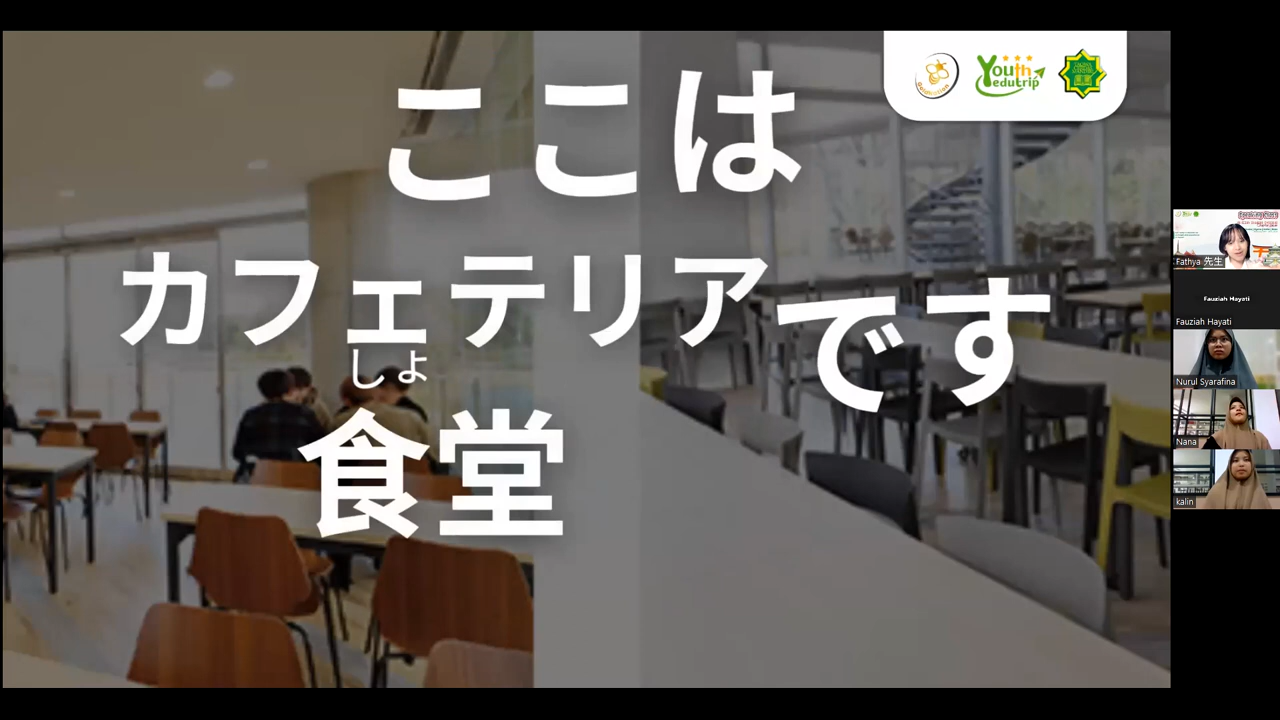 ここは
カフェテリアです
しよ
食堂
Youth
edutrip
Fathya 先生
Fauziah Hayati
Fauziah Hayati
Nurul Syarafina
Nana
kalin